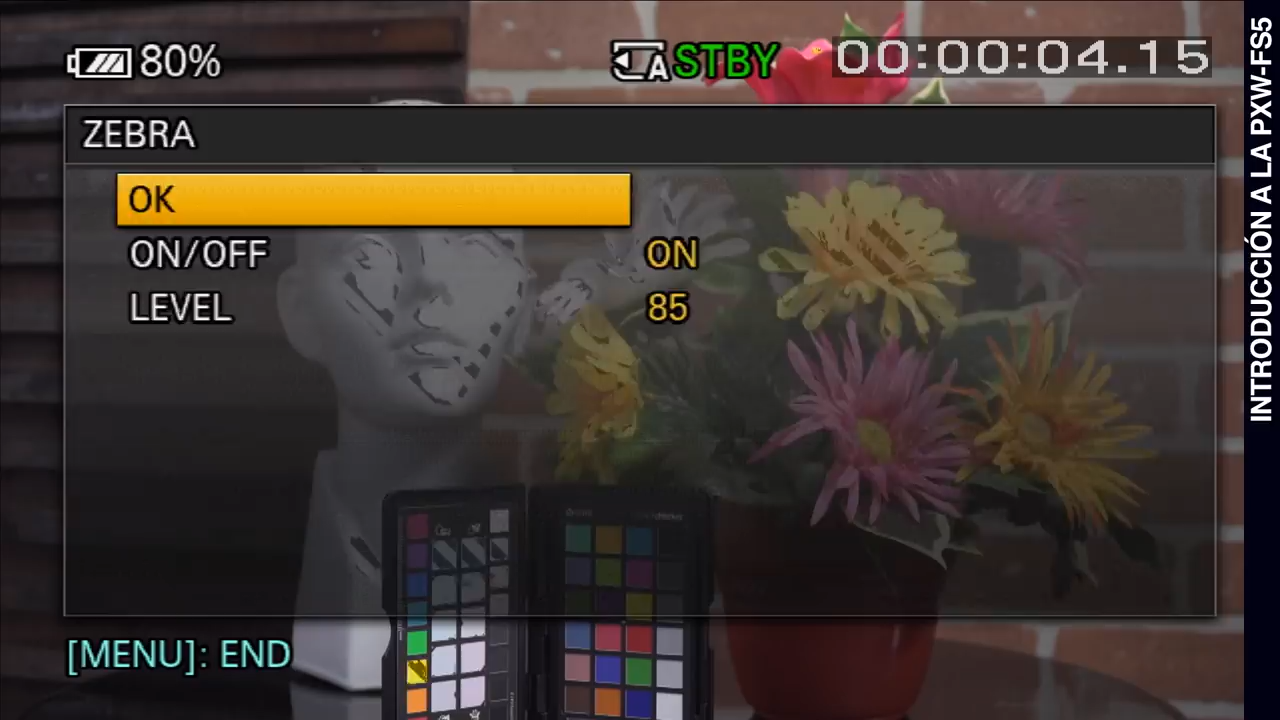 80%
A STBY
00:00:04.15
ZEBRA
OK
ON/OFF ON
LEVEL 85
[MENU]: END
INTRODUCCIÓN A LA PXW-FS5